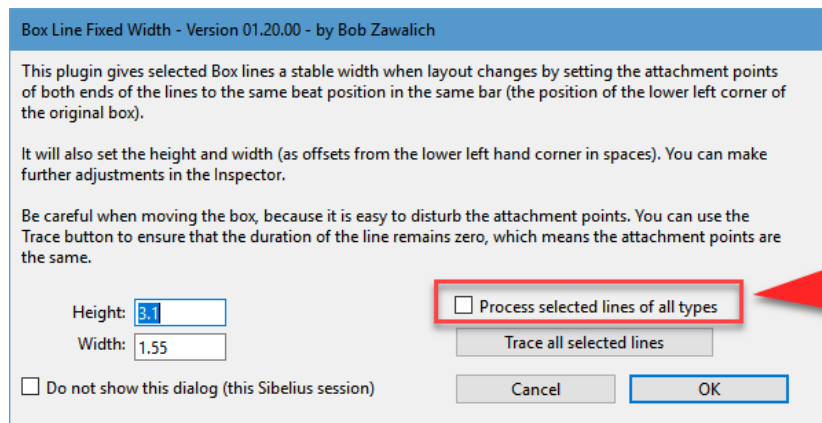 Box Line Fixed Width - Version 01.20.00 - by Bob Zawalich
This plugin gives selected Box lines a stable width when layout changes by setting the attachment points
of both ends of the lines to the same beat position in the same bar (the position of the lower left corner of
the original box).
It will also set the height and width (as offsets from the lower left hand corner in spaces). You can make
further adjustments in the Inspector.
Be careful when moving the box, because it is easy to disturb the attachment points. You can use the
Trace button to ensure that the duration of the line remains zero, which means the attachment points are
the same.
Height: 3.1
Process selected lines of all types
Width: 1.55
Trace all selected lines
Do not show this dialog (this Sibelius session)
Cancel
OK